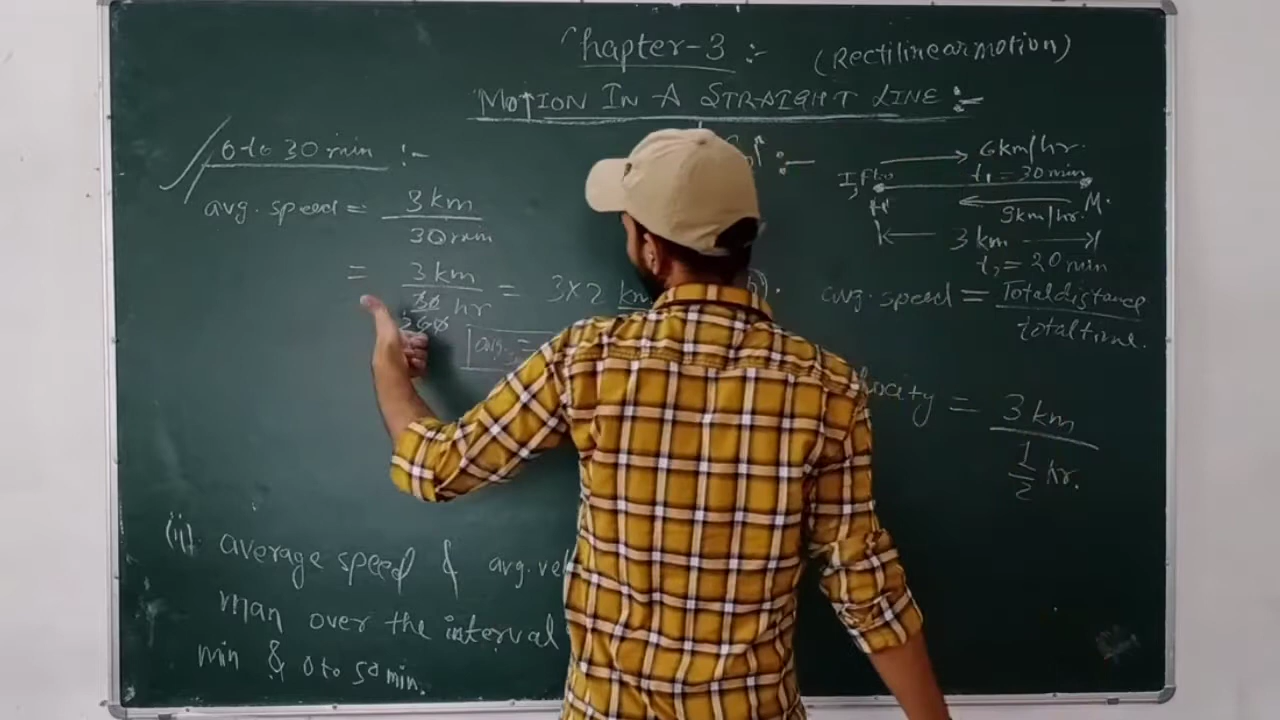 Chapter-3 :- (Rectilinear motion)
MOTION IN A STRAIGHT LINE :-
0 to 30 min :-
avg. speed = 3 km
30 min
= 3 km
30 hr = 3×2 km
60
avg. =
:-
6 km/hr.
t₁ = 30 min
H M.
9 km/hr.
3 km
t₂ = 20 min
avg. speed = Total distance
total time.
= 3 km
1
2 hr.
(ii) average speed & avg. vel
man over the interval
min & 0 to 50 min.